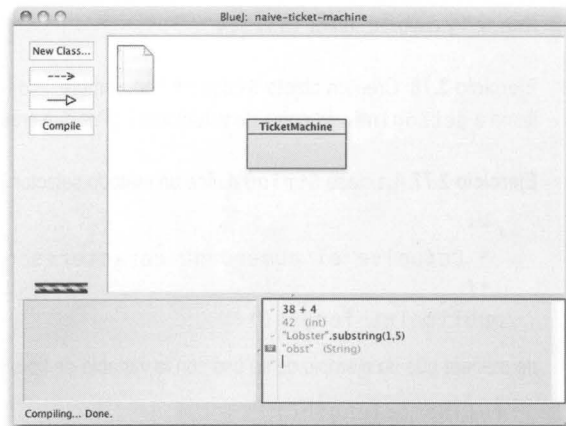 BlueJ: naive-ticket-machine
New Class...
Compile
TicketMachine
38 + 4
42 (int)
"Lobster".substring(1,5)
"obst" (String)
Compiling... Done.